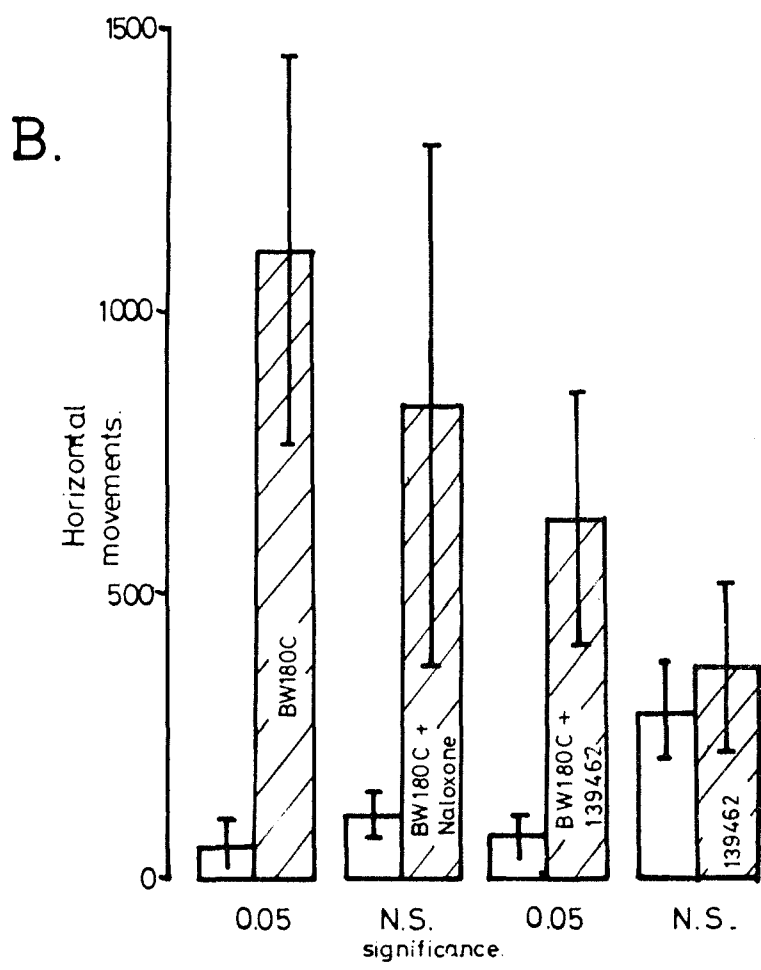 1500
B.
1000
Horizontal
movements.
500
0
BW180C
BW180C +
Naloxone
BW180C +
139462
139462
0.05 N.S. 0.05 N.S.
significance.